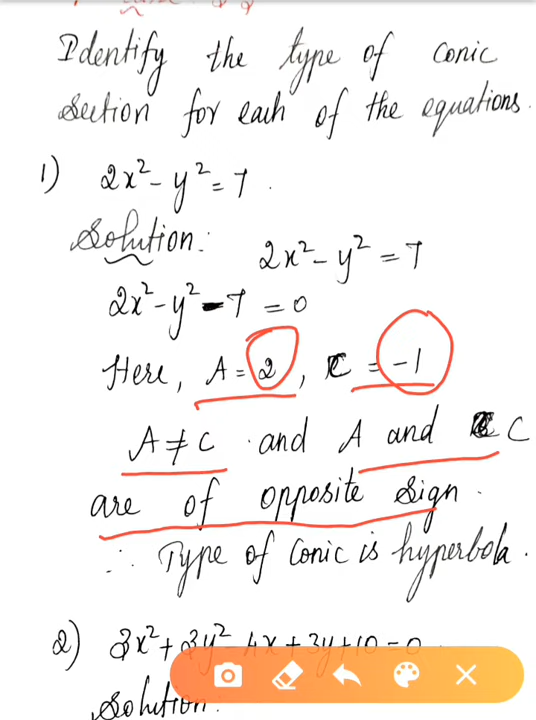 Identify the type of conic
section for each of the equations.
1) 2x² - y² = 7.
Solution: 2x² - y² = 7
2x² - y² - 7 = 0
Here, A = 2, C = -1
A ≠ C and A and C
are of opposite sign.
∴ Type of conic is hyperbola.
2) 3x² + 3y² - 4x + 3y + 10 = 0
Solution: